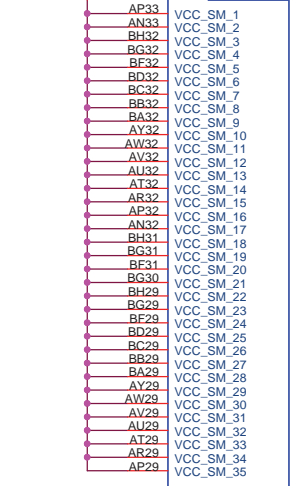 AP33 VCC_SM_1
AN33 VCC_SM_2
BH32 VCC_SM_3
BG32 VCC_SM_4
BF32 VCC_SM_5
BD32 VCC_SM_6
BC32 VCC_SM_7
BB32 VCC_SM_8
BA32 VCC_SM_9
AY32 VCC_SM_10
AW32 VCC_SM_11
AV32 VCC_SM_12
AU32 VCC_SM_13
AT32 VCC_SM_14
AR32 VCC_SM_15
AP32 VCC_SM_16
AN32 VCC_SM_17
BH31 VCC_SM_18
BG31 VCC_SM_19
BF31 VCC_SM_20
BG30 VCC_SM_21
BH29 VCC_SM_22
BG29 VCC_SM_23
BF29 VCC_SM_24
BD29 VCC_SM_25
BC29 VCC_SM_26
BB29 VCC_SM_27
BA29 VCC_SM_28
AY29 VCC_SM_29
AW29 VCC_SM_30
AV29 VCC_SM_31
AU29 VCC_SM_32
AT29 VCC_SM_33
AR29 VCC_SM_34
AP29 VCC_SM_35